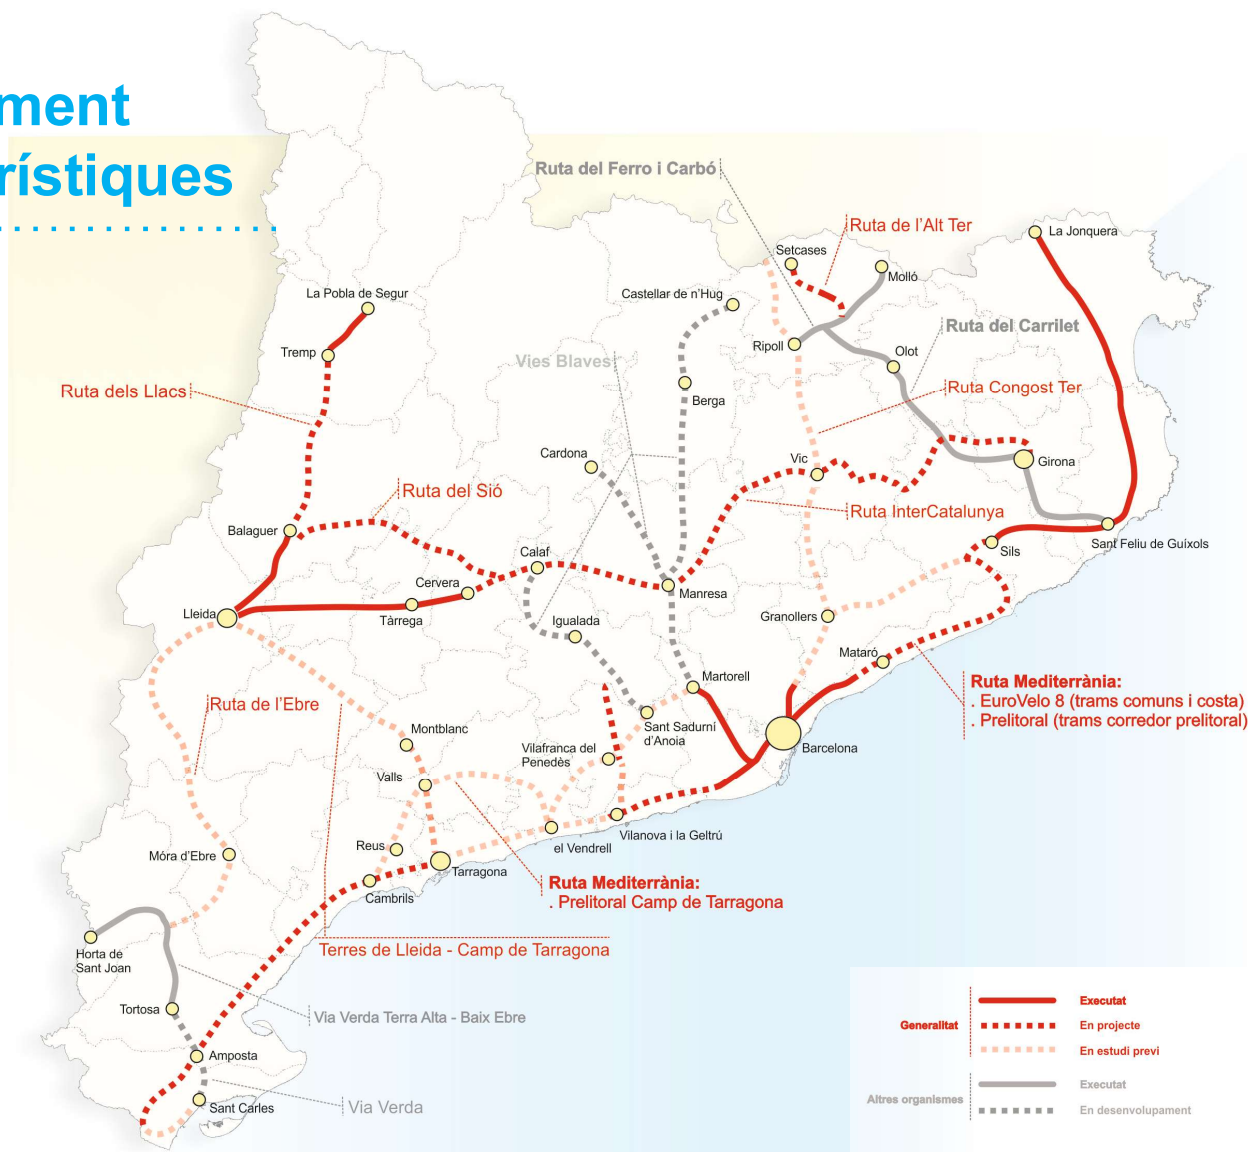 ment
rístiques
Ruta del Ferro i Carbó
Ruta de l'Alt Ter
La Jonquera
Setcases
Molló
La Pobla de Segur
Castellar de n'Hug
Ruta del Carrilet
Tremp
Ripoll
Olot
Vies Blaves
Ruta dels Llacs
Berga
Ruta Congost Ter
Cardona
Vic
Girona
Ruta del Sió
Ruta InterCatalunya
Balaguer
Sant Feliu de Guíxols
Calaf
Sils
Cervera
Manresa
Lleida
Tàrrega
Igualada
Granollers
Mataró
Martorell
Ruta Mediterrània:
. EuroVelo 8 (trams comuns i costa)
. Prelitoral (trams corredor prelitoral)
Ruta de l'Ebre
Montblanc
Sant Sadurní
d'Anoia
Vilafranca del
Penedès
Barcelona
Valls
Vilanova i la Geltrú
el Vendrell
Reus
Móra d'Ebre
Tarragona
Cambrils
Ruta Mediterrània:
. Prelitoral Camp de Tarragona
Terres de Lleida - Camp de Tarragona
Horta de
Sant Joan
Tortosa
Via Verda Terra Alta - Baix Ebre
Amposta
Sant Carles
Via Verda
Generalitat
Executat
En projecte
En estudi previ
Altres organismes
Executat
En desenvolupament